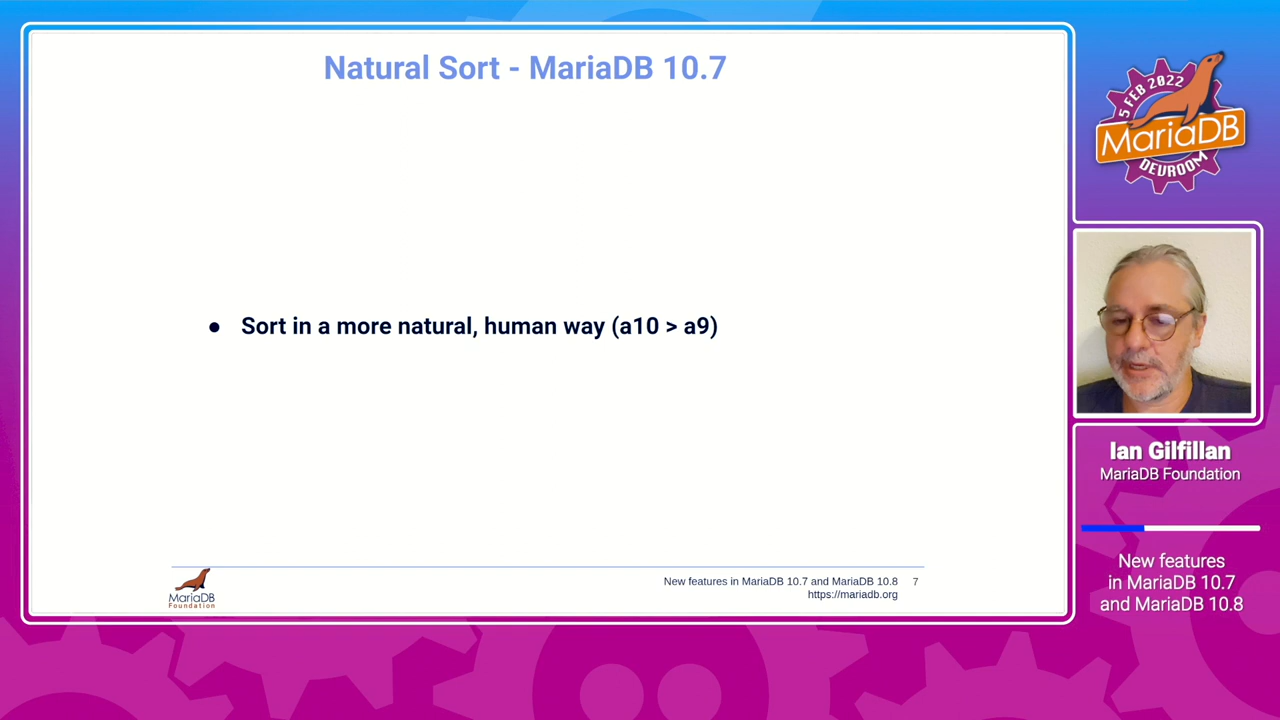 Natural Sort - MariaDB 10.7
● Sort in a more natural, human way (a10 > a9)
MariaDB
Foundation
New features in MariaDB 10.7 and MariaDB 10.8 7
https://mariadb.org
5 FEB 2022
MariaDB
DEVROOM
Ian Gilfillan
MariaDB Foundation
New features
in MariaDB 10.7
and MariaDB 10.8